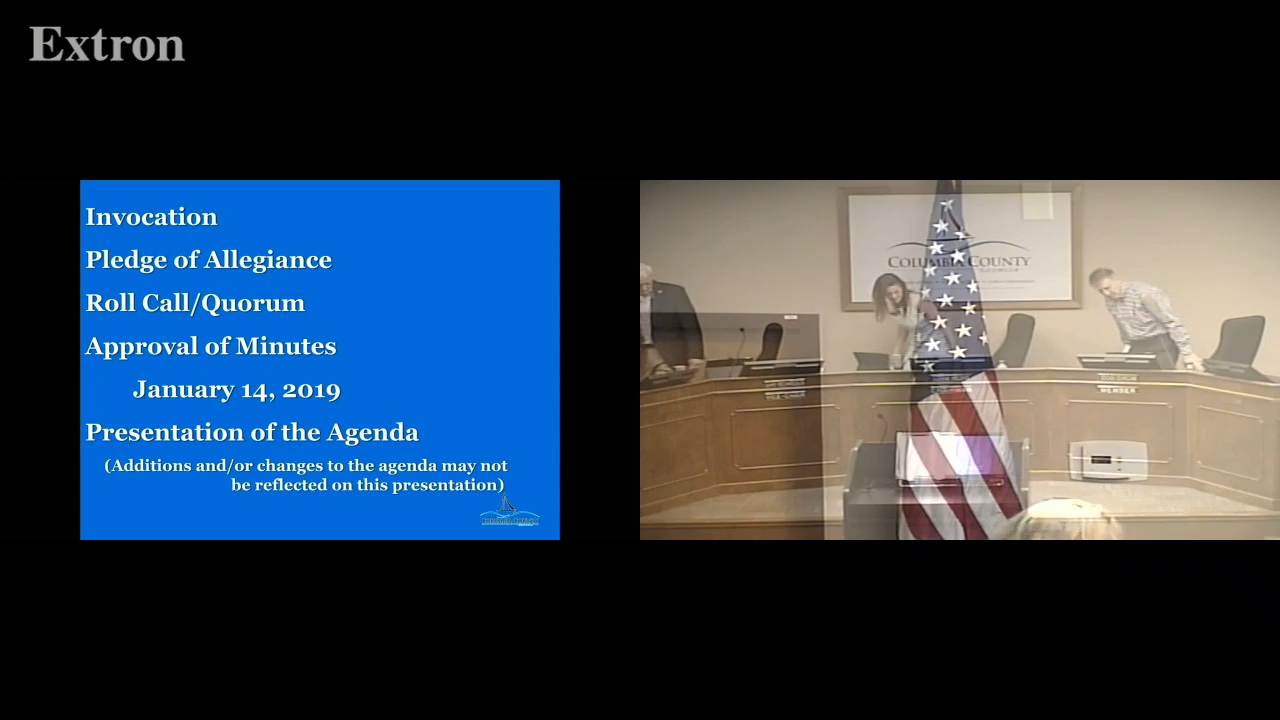 Extron
Invocation
Pledge of Allegiance
Roll Call/Quorum
Approval of Minutes
January 14, 2019
Presentation of the Agenda
(Additions and/or changes to the agenda may not
be reflected on this presentation)
COLUMBIA COUNTY
MEMBER